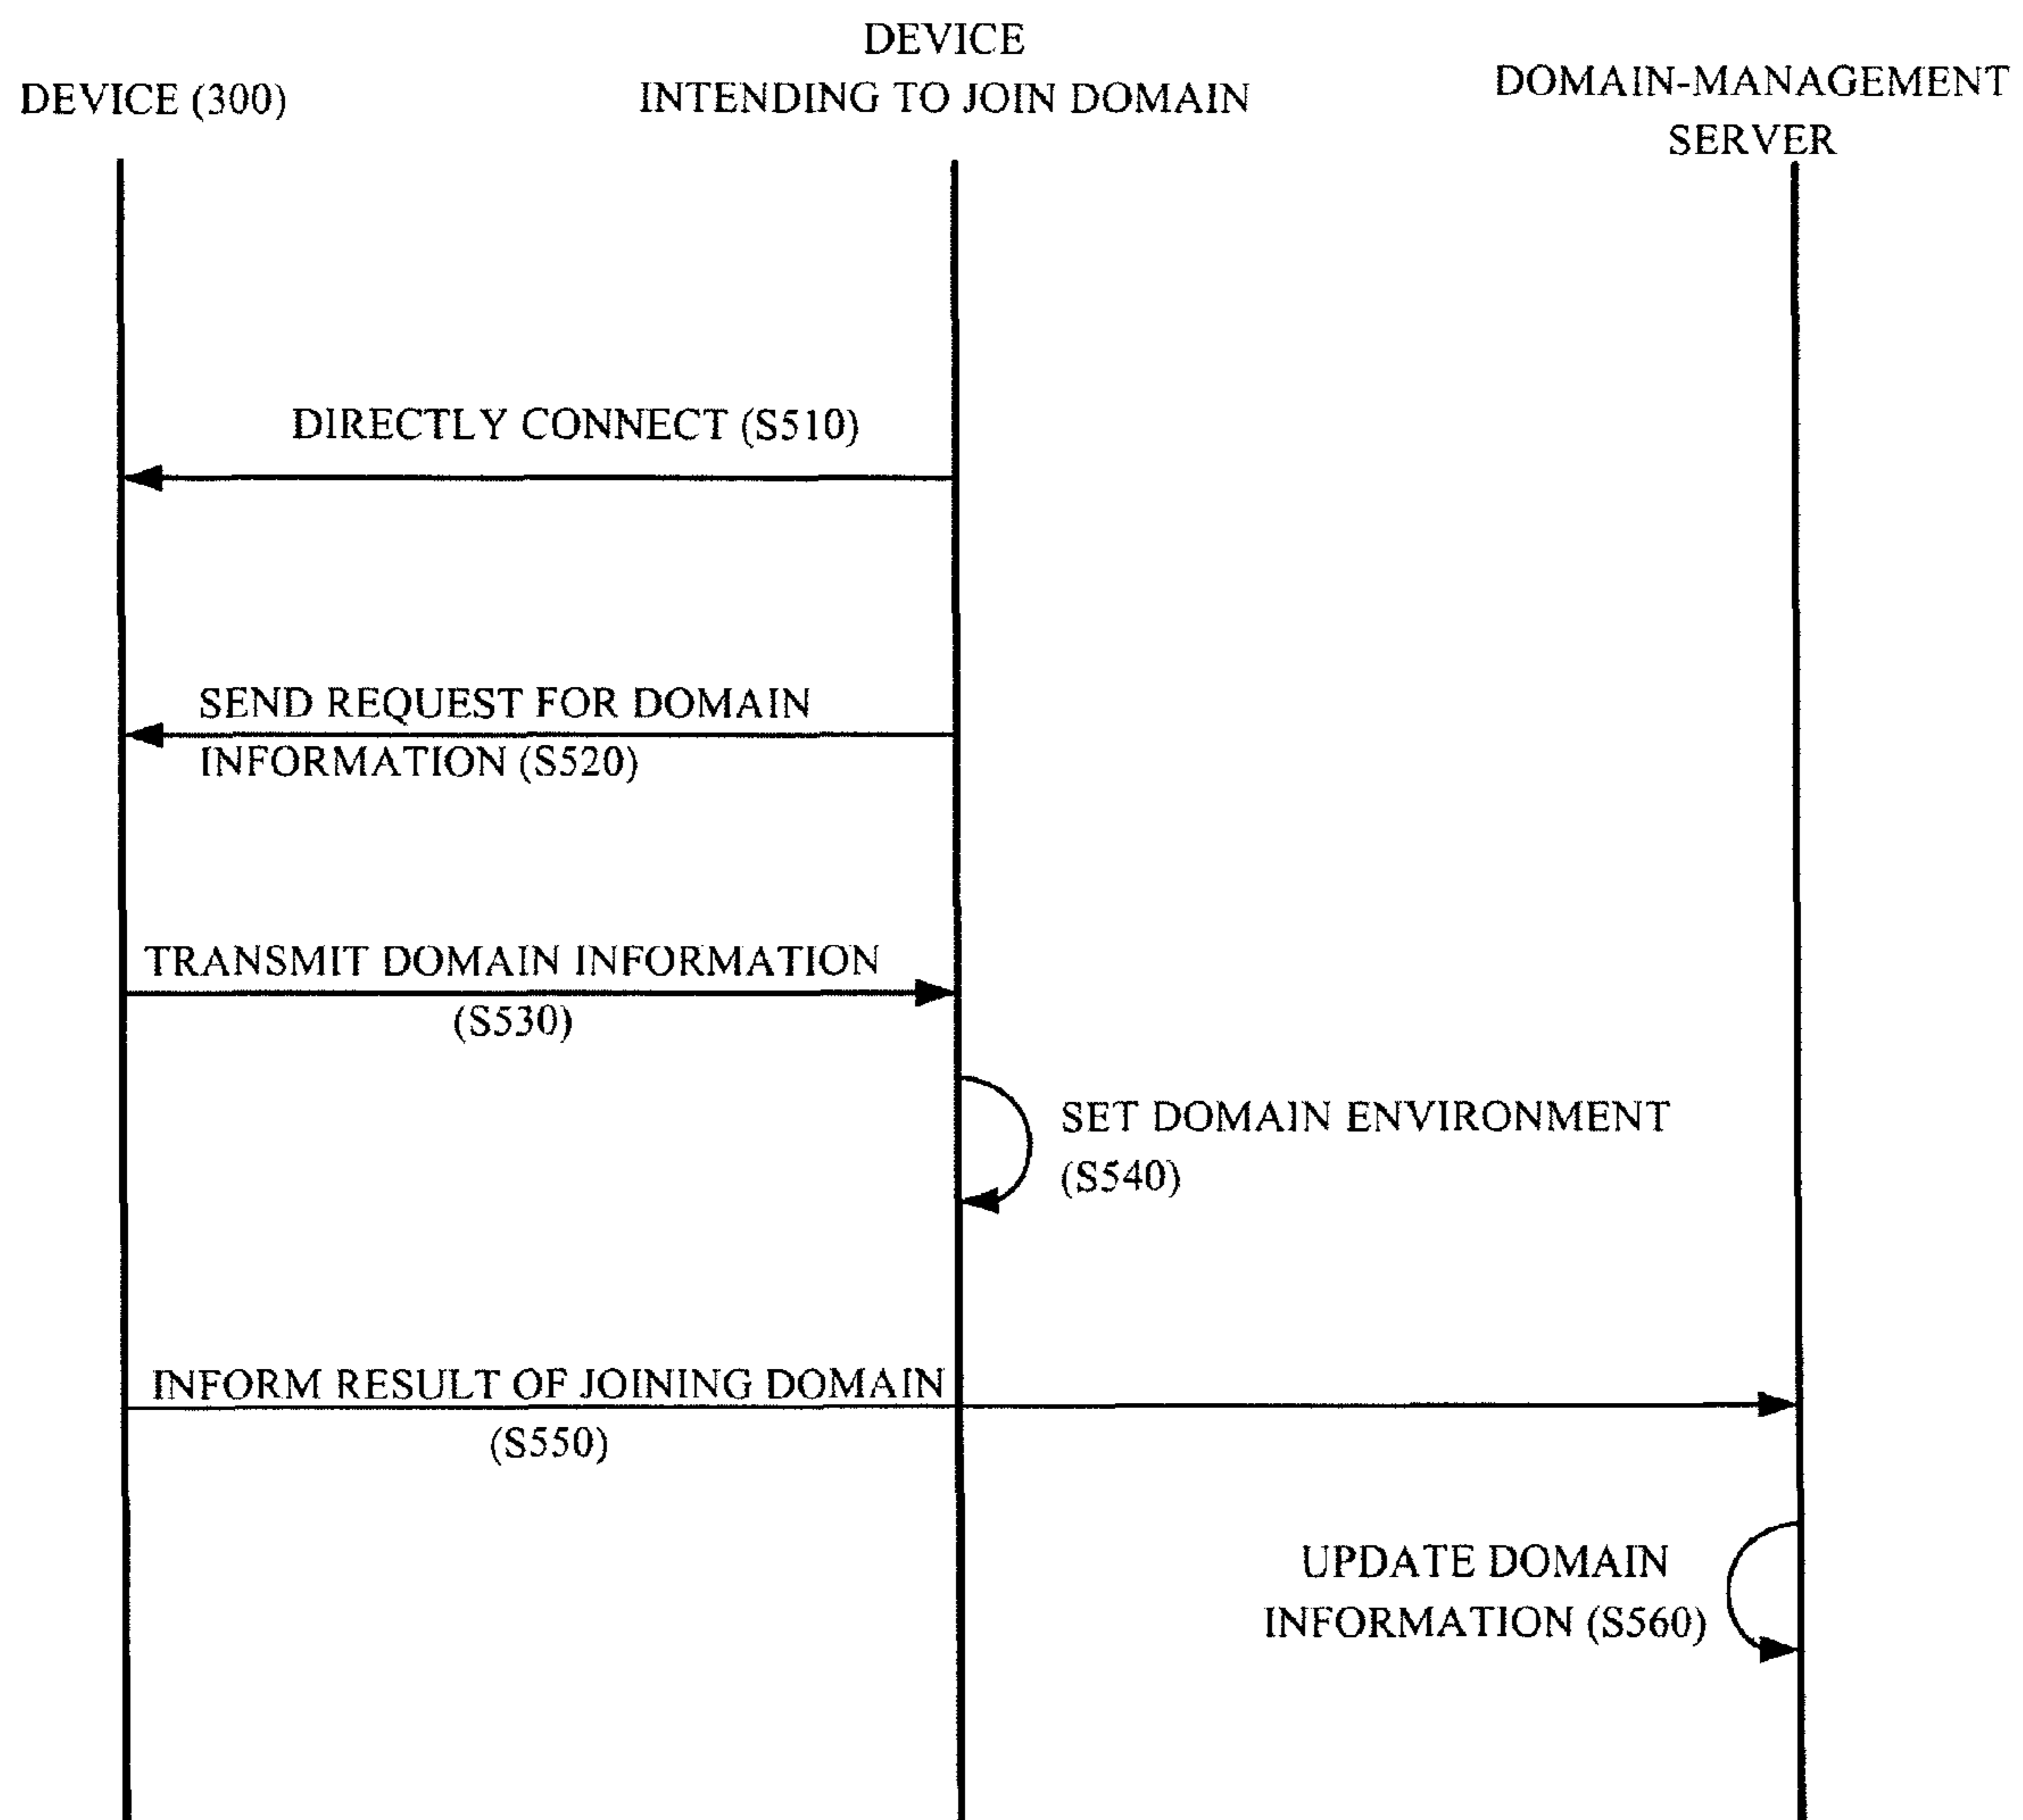 DEVICE (300)
DEVICE
INTENDING TO JOIN DOMAIN
DOMAIN-MANAGEMENT
SERVER
DIRECTLY CONNECT (S510)
SEND REQUEST FOR DOMAIN
INFORMATION (S520)
TRANSMIT DOMAIN INFORMATION
(S530)
SET DOMAIN ENVIRONMENT
(S540)
INFORM RESULT OF JOINING DOMAIN
(S550)
UPDATE DOMAIN
INFORMATION (S560)